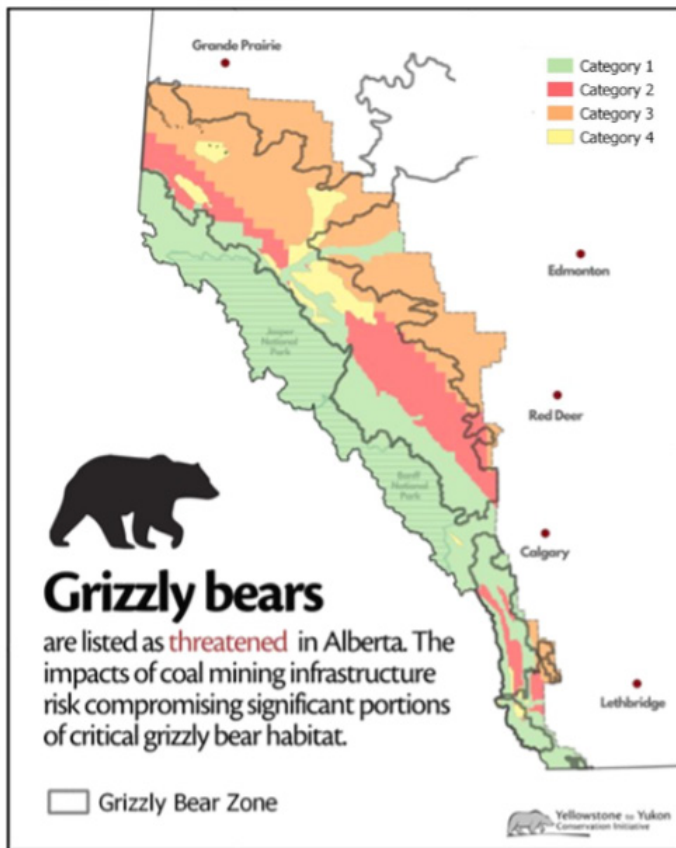 Grande Prairie
Category 1
Category 2
Category 3
Category 4
Edmonton
Jasper
National
Park
Red Deer
Banff
National
Park
Calgary
Grizzly bears
are listed as threatened in Alberta. The
impacts of coal mining infrastructure
risk compromising significant portions
of critical grizzly bear habitat.
Lethbridge
Grizzly Bear Zone
Yellowstone to Yukon
Conservation Initiative